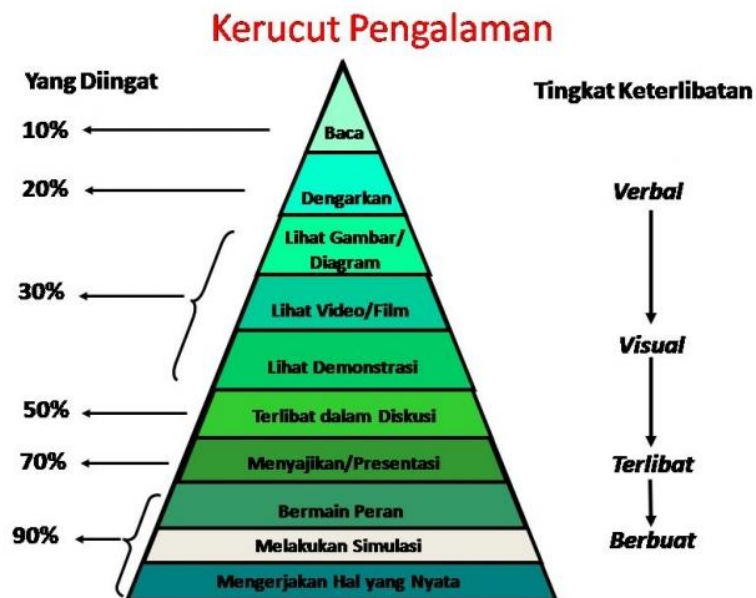 Kerucut Pengalaman
Yang Diingat
Tingkat Keterlibatan
10%
Baca
20%
Dengarkan
Verbal
Lihat Gambar/
Diagram
30%
Lihat Video/Film
Visual
Lihat Demonstrasi
50%
Terlibat dalam Diskusi
70%
Menyajikan/Presentasi
Terlibat
Bermain Peran
90%
Melakukan Simulasi
Berbuat
Mengerjakan Hal yang Nyata